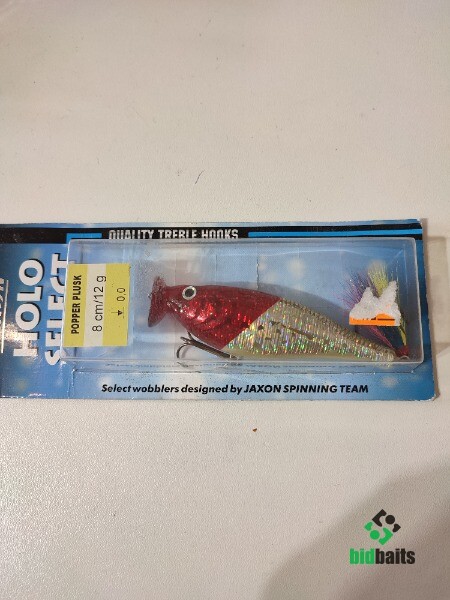 QUALITY TREBLE HOOKS
HOLO
SELECT
POPPER PLUSK
8 cm/12 g
0,0
Select wobblers designed by JAXON SPINNING TEAM
bidbaits